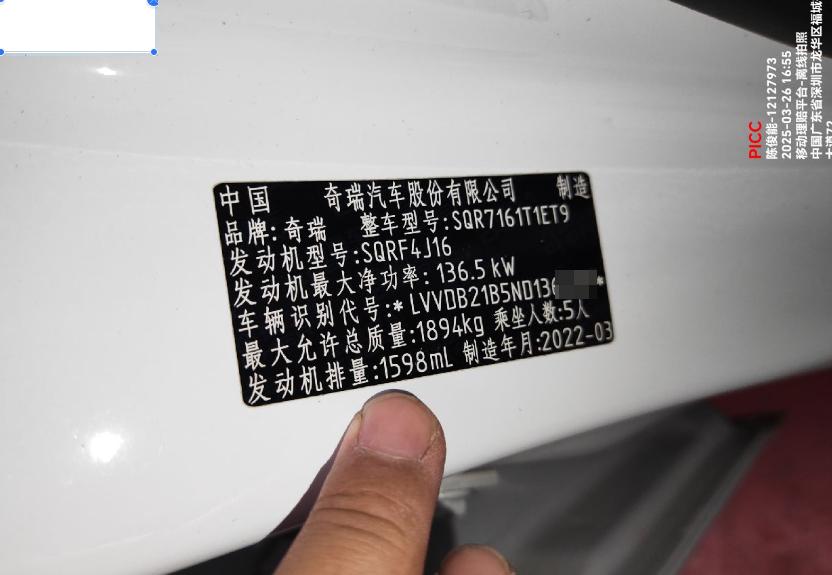 中国 奇瑞汽车股份有限公司 制造
品牌:奇瑞 整车型号:SQR7161T1ET9
发动机型号:SQRF4J16
发动机最大净功率:136.5 kW
车辆识别代号:* LVVDB21B5ND136 *
最大允许总质量:1894kg 乘坐人数:5人
发动机排量:1598mL 制造年月:2022-03
PICC
陈俊能-12127973
2025-03-26 16:55
移动理赔平台-离线拍照
中国广东省深圳市龙华区福城